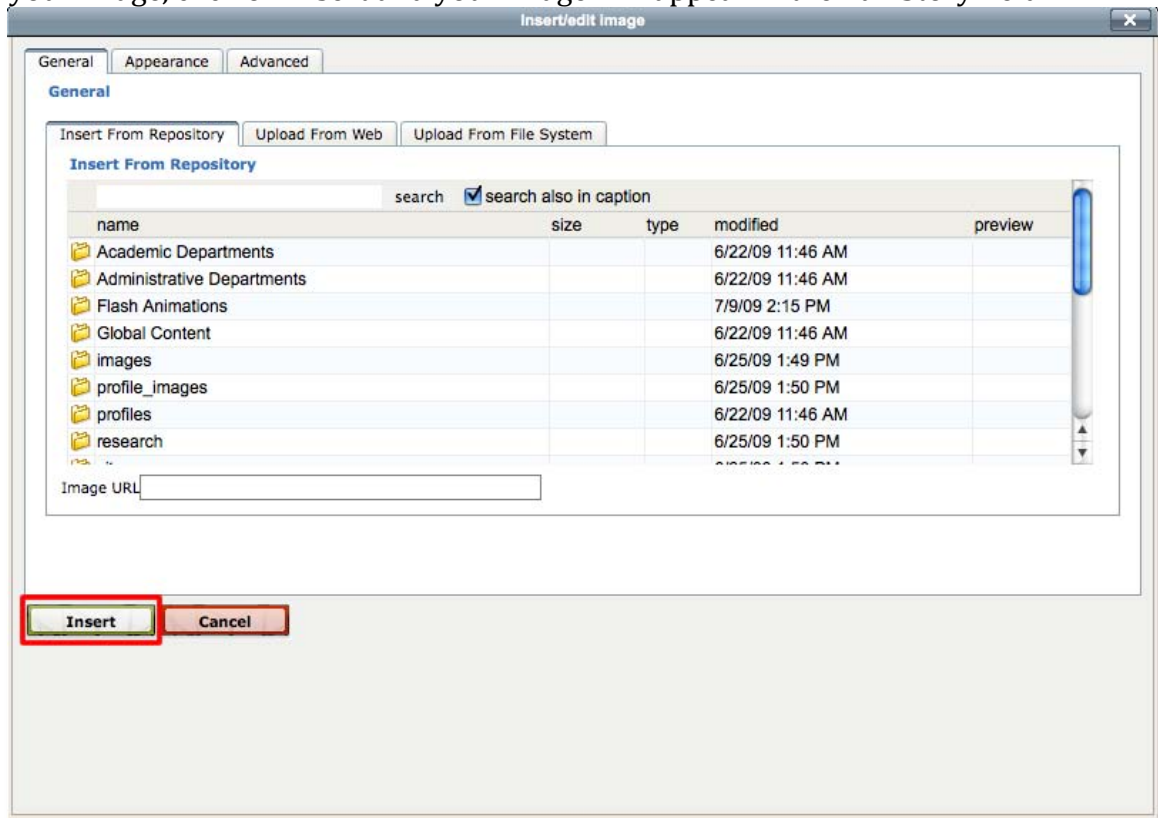 Insert/edit image
General Appearance Advanced
General
Insert From Repository Upload From Web Upload From File System
Insert From Repository
search search also in caption
name size type modified preview
Academic Departments 6/22/09 11:46 AM
Administrative Departments 6/22/09 11:46 AM
Flash Animations 7/9/09 2:15 PM
Global Content 6/22/09 11:46 AM
images 6/25/09 1:49 PM
profile_images 6/25/09 1:50 PM
profiles 6/22/09 11:46 AM
research 6/25/09 1:50 PM
Image URL
Insert Cancel